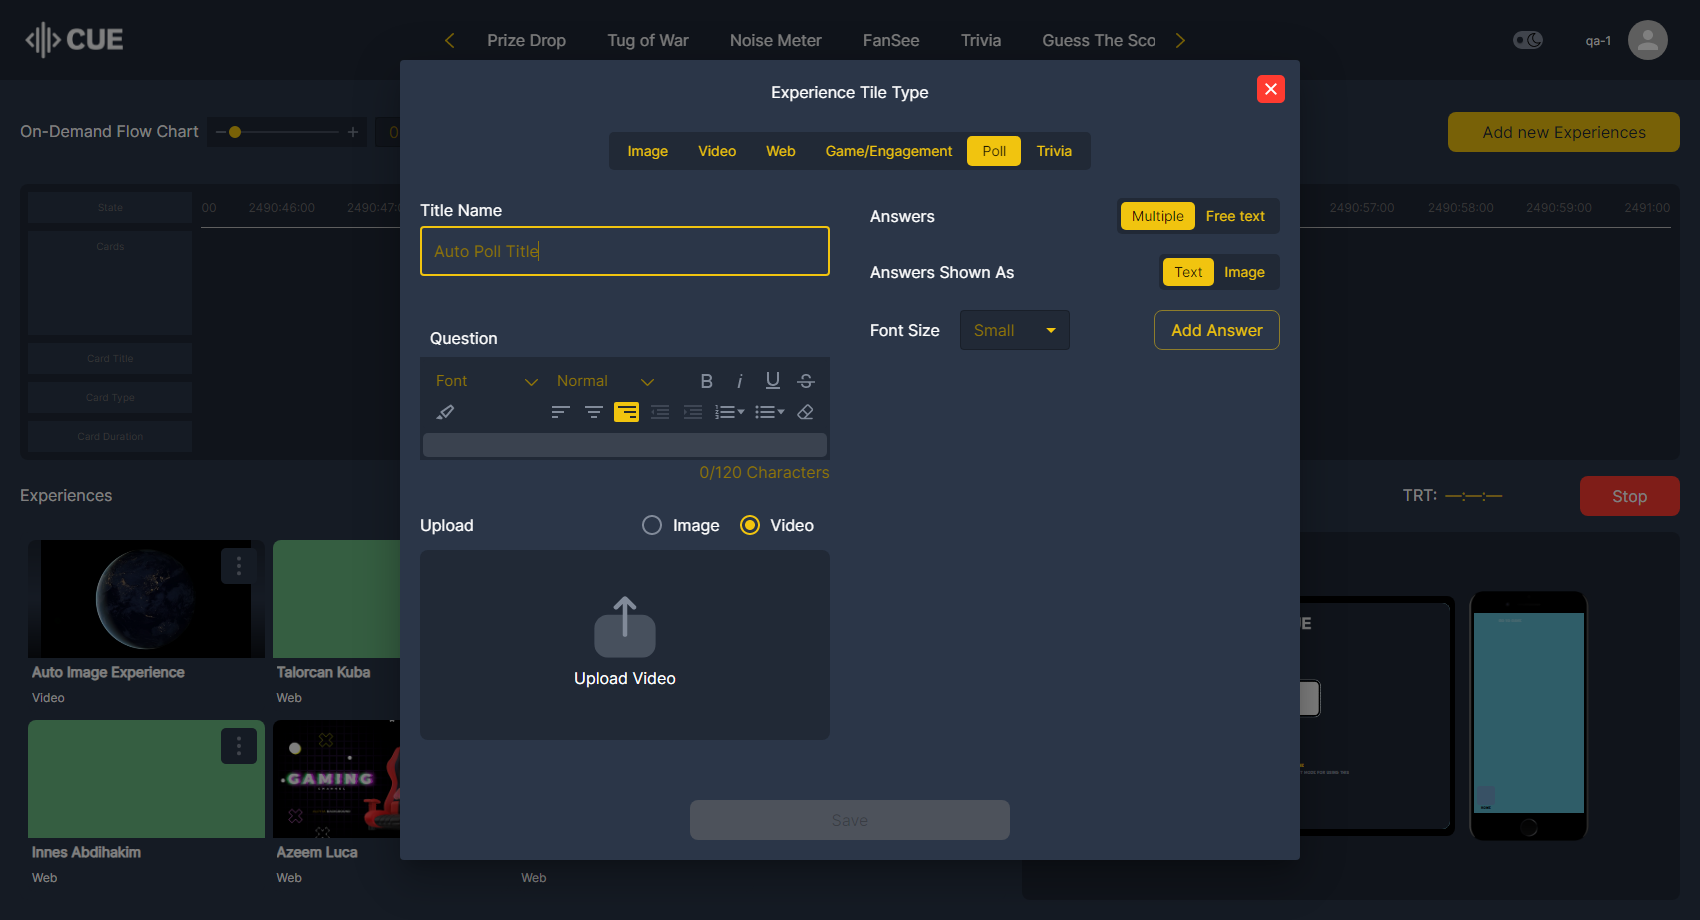 CUE
Prize Drop
Tug of War
Noise Meter
FanSee
Trivia
Guess The Sco
qa-1
Experience Tile Type
On-Demand Flow Chart
0
Add new Experiences
Image
Video
Web
Game/Engagement
Poll
Trivia
State
00
2490:46:00
2490:47:0
2490:57:00
2490:58:00
2490:59:00
2491:00
Cards
Card Title
Card Type
Card Duration
Title Name
Auto Poll Title
Answers
Multiple
Free text
Answers Shown As
Text
Image
Font Size
Small
Add Answer
Question
Font
Normal
B
i
U
S
0/120 Characters
Upload
Image
Video
Upload Video
Save
Experiences
TRT:
—:—:—
Stop
Auto Image Experience
Video
Talorcan Kuba
Web
GAMING
Innes Abdihakim
Web
Azeem Luca
Web
Web
UE